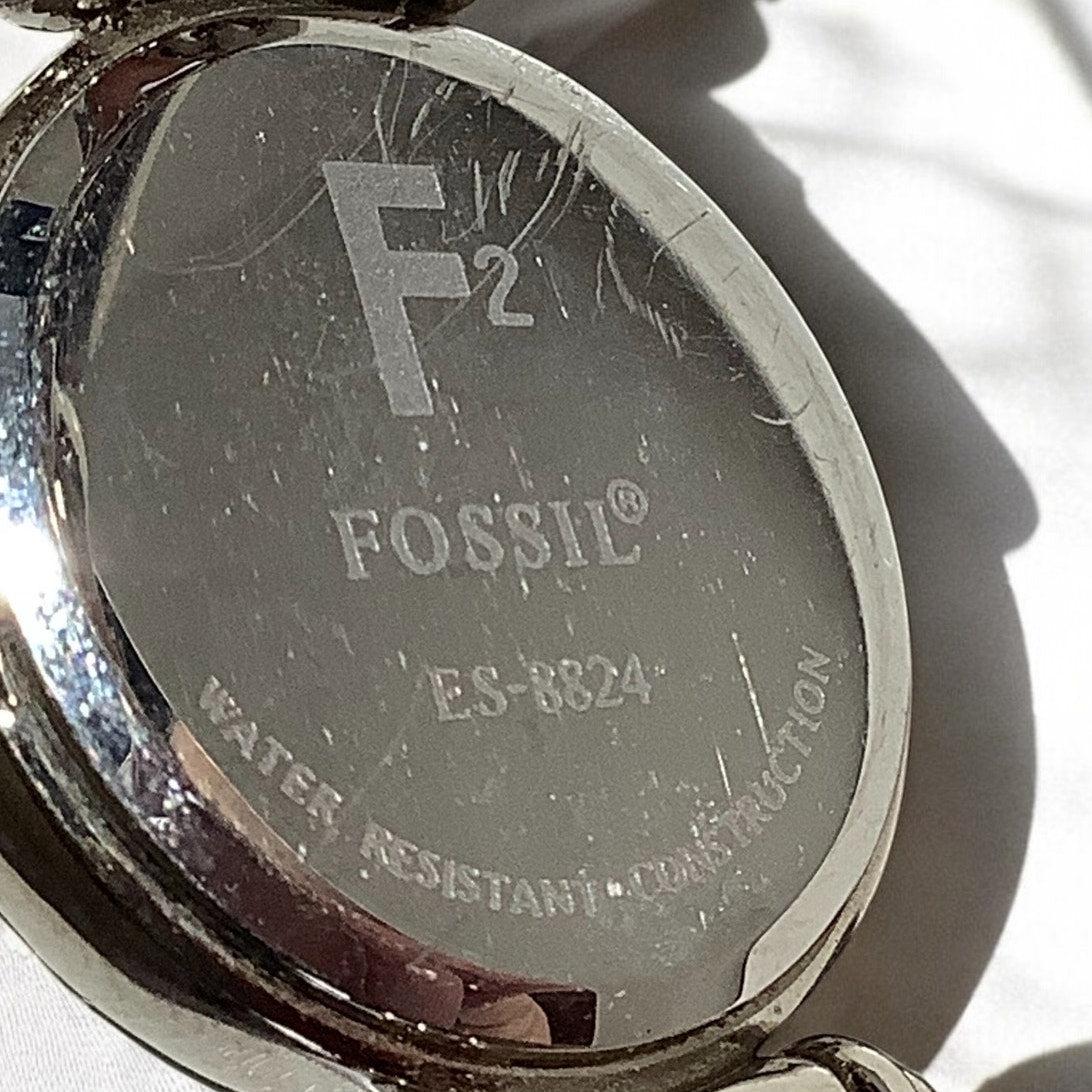 F2
FOSSIL®
ES-8824
WATER RESISTANT•CONSTRUCTION